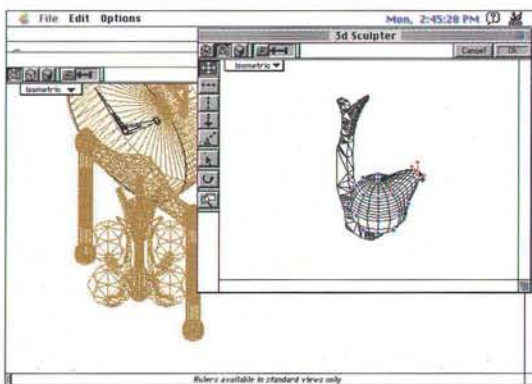 File Edit Options Mon, 2:45:28 PM
3d Sculpter
Cancel
Isometric
Isometric
Rulers available in standard views only